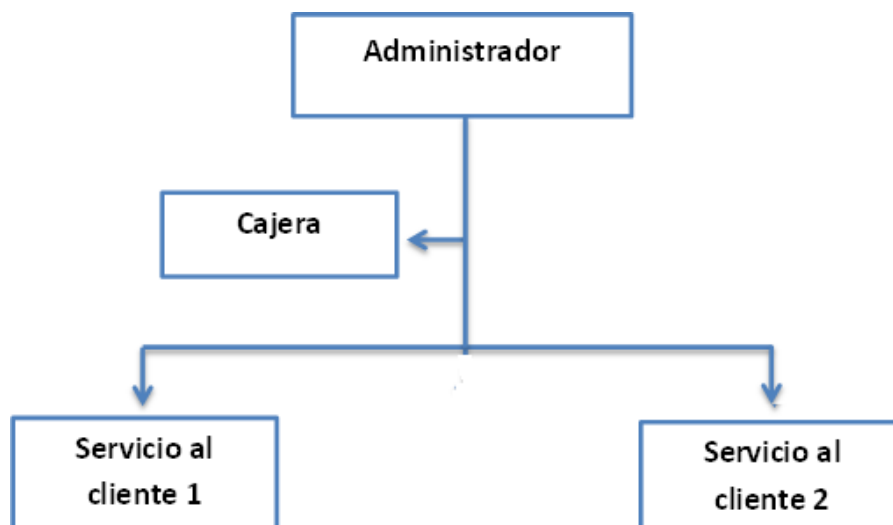 Administrador
Cajera
Servicio al
cliente 1
Servicio al
cliente 2